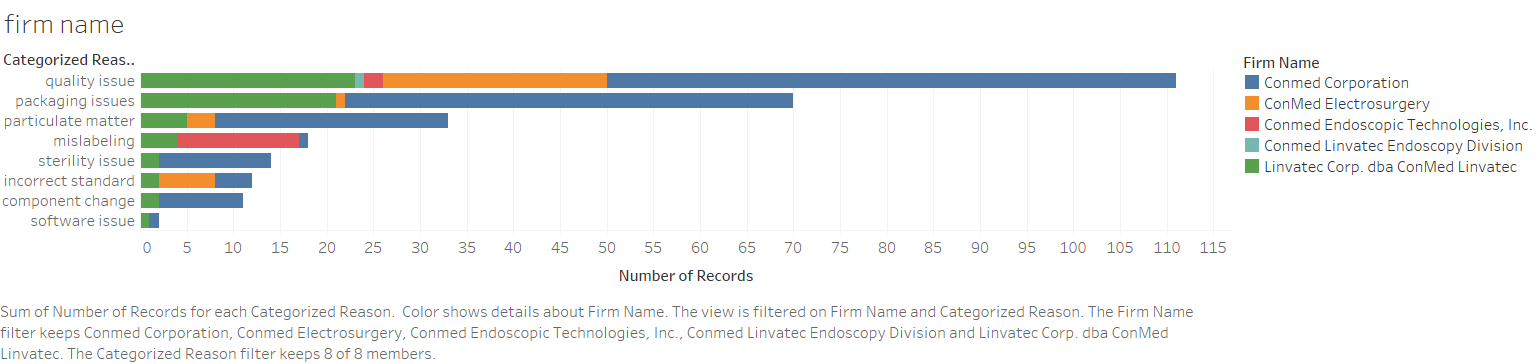 firm name
Categorized Reas..
quality issue
packaging issues
particulate matter
mislabeling
sterility issue
incorrect standard
component change
software issue
0 5 10 15 20 25 30 35 40 45 50 55 60 65 70 75 80 85 90 95 100 105 110 115
Number of Records
Firm Name
Conmed Corporation
ConMed Electrosurgery
Conmed Endoscopic Technologies, Inc.
Conmed Linvatec Endoscopy Division
Linvatec Corp. dba ConMed Linvatec
Sum of Number of Records for each Categorized Reason. Color shows details about Firm Name. The view is filtered on Firm Name and Categorized Reason. The Firm Name
filter keeps Conmed Corporation, Conmed Electrosurgery, Conmed Endoscopic Technologies, Inc., Conmed Linvatec Endoscopy Division and Linvatec Corp. dba ConMed
Linvatec. The Categorized Reason filter keeps 8 of 8 members.